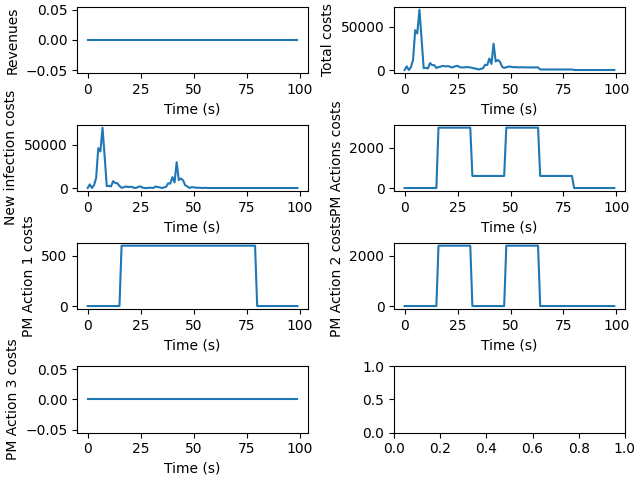 Revenues
0.05
0.00
−0.05
0 25 50 75 100
Time (s)
Total costs
50000
0
0 25 50 75 100
Time (s)
New infection costs
50000
0
0 25 50 75 100
Time (s)
PM Actions costs
2000
0
0 25 50 75 100
Time (s)
PM Action 1 costs
500
0
0 25 50 75 100
Time (s)
PM Action 2 costs
2000
0
0 25 50 75 100
Time (s)
PM Action 3 costs
0.05
0.00
−0.05
0 25 50 75 100
Time (s)
1.0
0.5
0.0
0.0 0.2 0.4 0.6 0.8 1.0